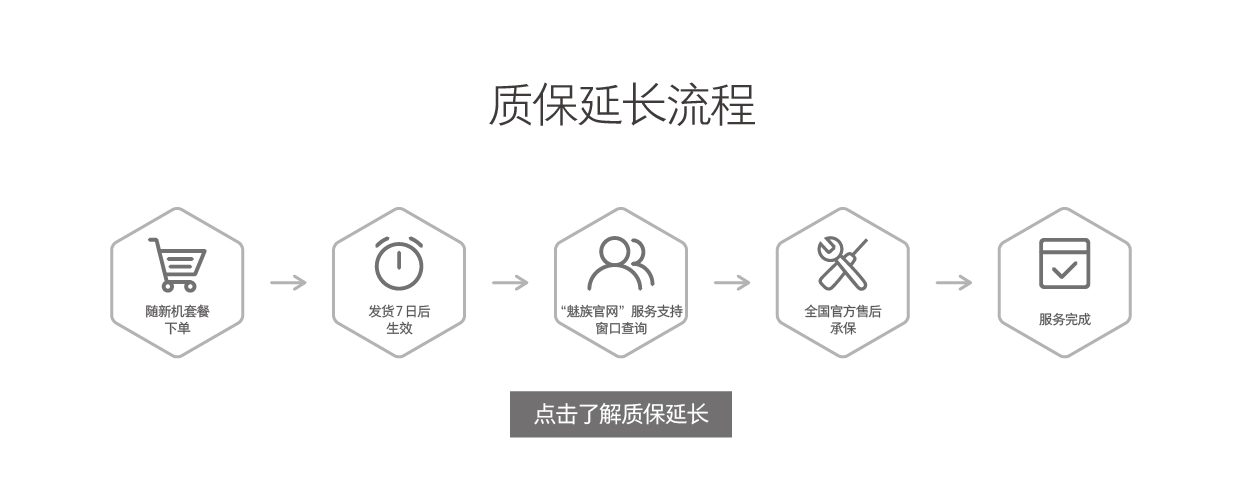 质保延长流程
随新机套餐
下单
发货7日后
生效
“魅族官网”服务支持
窗口查询
全国官方售后
承保
服务完成
点击了解质保延长